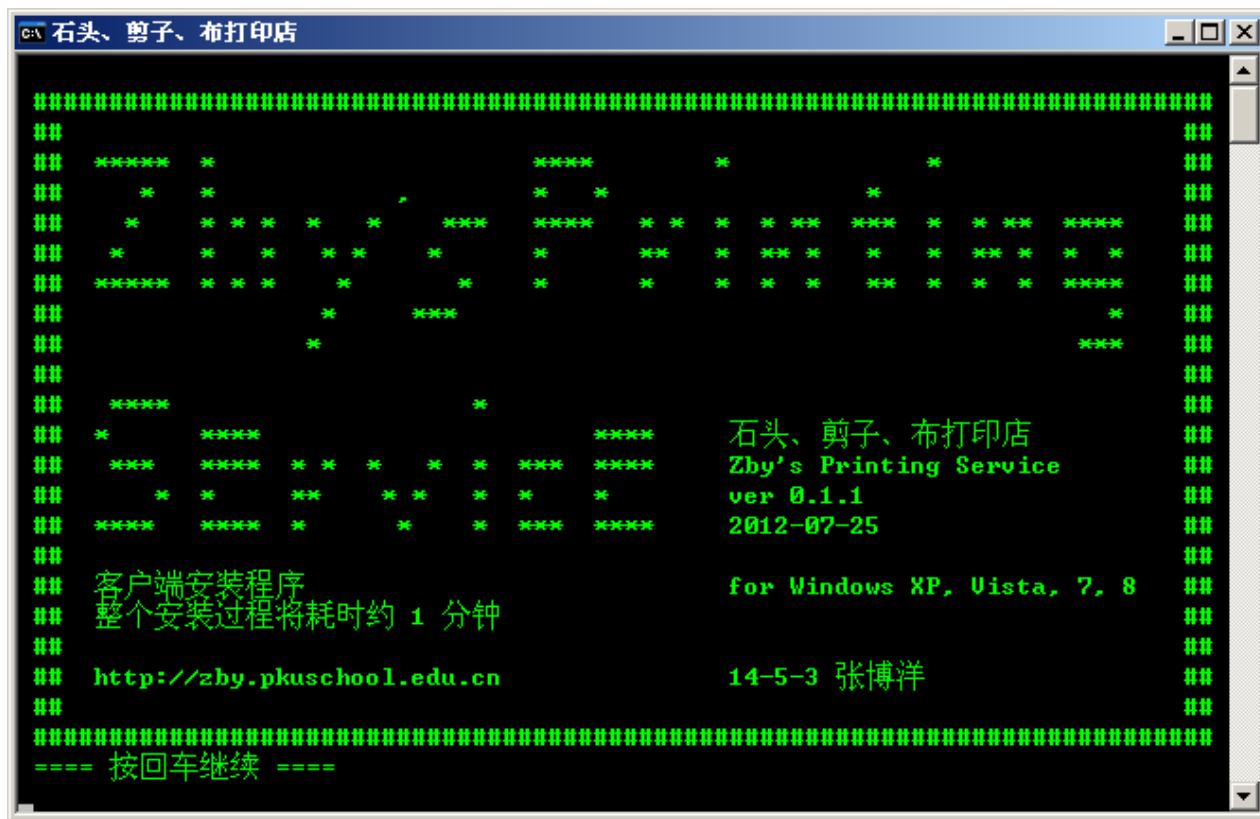 石头、剪子、布打印店
Zby's Printing
Service
石头、剪子、布打印店
Zby's Printing Service
ver 0.1.1
2012-07-25
客户端安装程序
for Windows XP, Vista, 7, 8
整个安装过程将耗时约 1 分钟
http://zby.pkuschool.edu.cn
14-5-3 张博洋
==== 按回车继续 ====